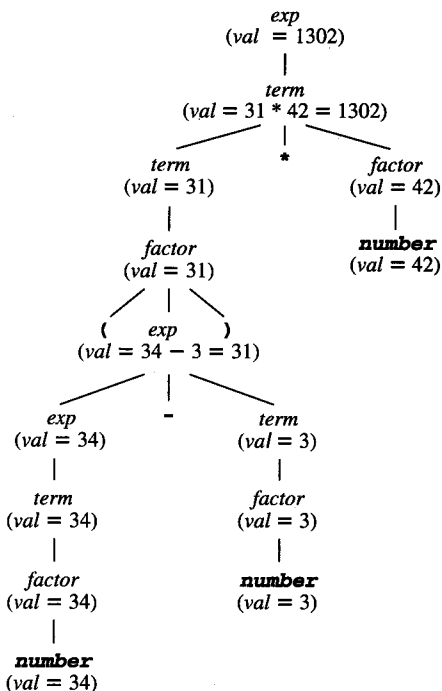 exp
(val = 1302)
term
(val = 31 * 42 = 1302)
term * factor
(val = 31) (val = 42)
factor number
(val = 31) (val = 42)
( exp )
(val = 34 − 3 = 31)
exp - term
(val = 34) (val = 3)
term factor
(val = 34) (val = 3)
factor number
(val = 34) (val = 3)
number
(val = 34)